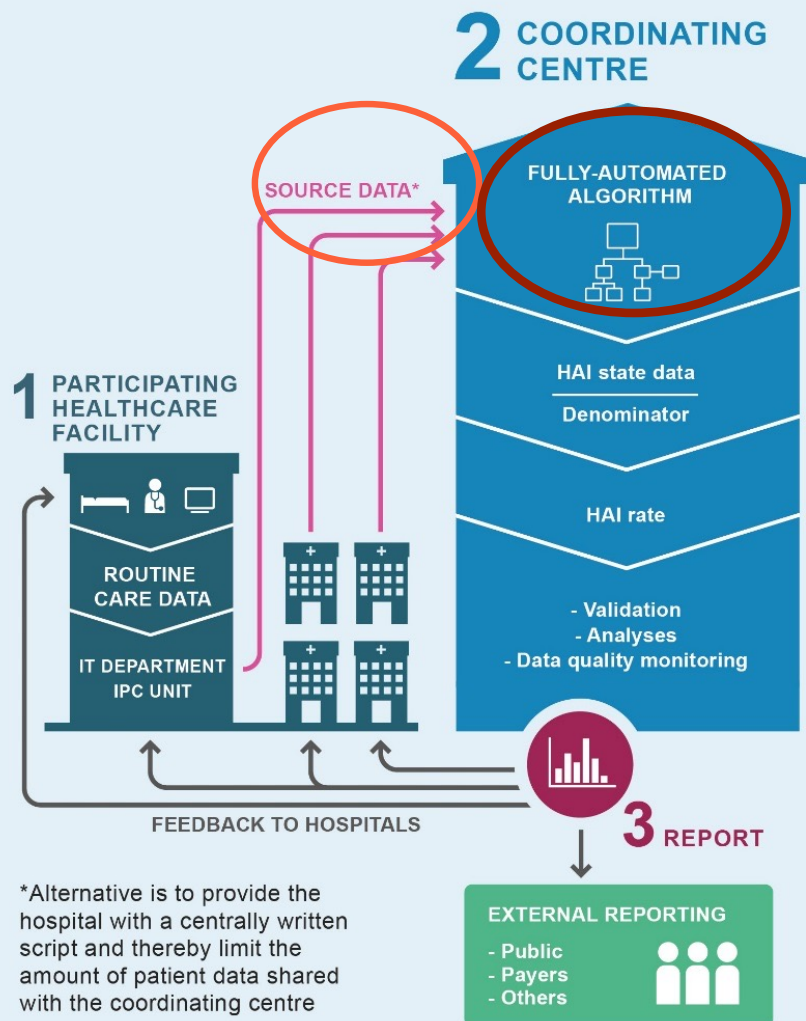 2 COORDINATING
CENTRE
SOURCE DATA*
FULLY-AUTOMATED
ALGORITHM
HAI state data
Denominator
HAI rate
- Validation
- Analyses
- Data quality monitoring
1 PARTICIPATING
HEALTHCARE
FACILITY
ROUTINE
CARE DATA
IT DEPARTMENT
IPC UNIT
FEEDBACK TO HOSPITALS
3 REPORT
*Alternative is to provide the
hospital with a centrally written
script and thereby limit the
amount of patient data shared
with the coordinating centre
EXTERNAL REPORTING
- Public
- Payers
- Others